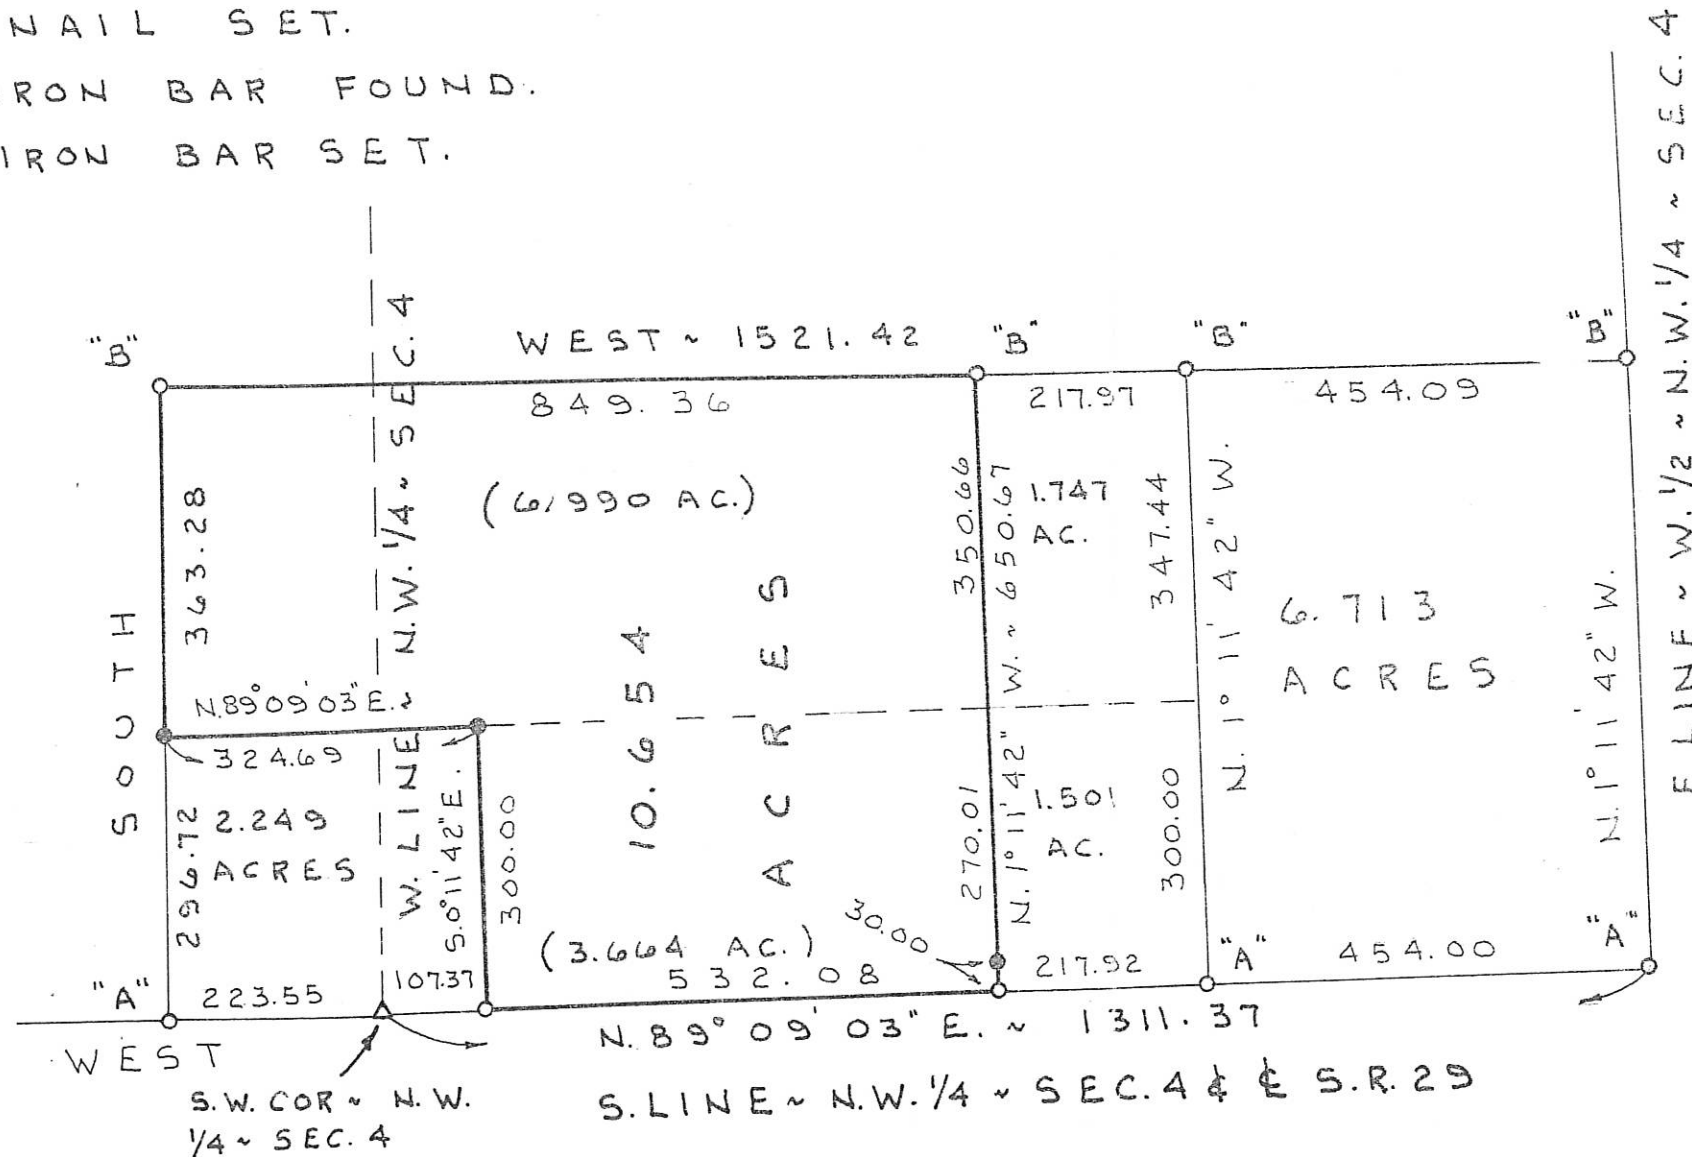 NAIL SET.
RON BAR FOUND.
IRON BAR SET.
"B"
WEST ~ 1521.42
"B"
"B"
"B"
849.36
217.97
454.09
(6,990 AC.)
363.28
SOUTH
W. LINE ~ N.W. 1/4 ~ SEC. 4
350.66
N. 1° 11' 42" W. ~ 650.67
1.747
AC.
347.44
N. 1° 11' 42" W.
6.713
ACRES
N. 1° 11' 42" W.
E LINE ~ W. 1/2 ~ N.W. 1/4 ~ SEC. 4
N.89°09'03"E.~
324.69
10.654
ACRES
296.72
2.249
ACRES
S.0°11'42"E.
300.00
270.01
1.501
AC.
300.00
(3.664 AC.)
30.00
"A"
223.55
107.37
532.08
217.92
"A"
454.00
"A"
WEST
N. 89° 09' 03" E. ~ 1311.37
S.W. COR ~ N.W.
1/4 ~ SEC. 4
S. LINE ~ N.W. 1/4 ~ SEC. 4 & ℄ S.R. 29